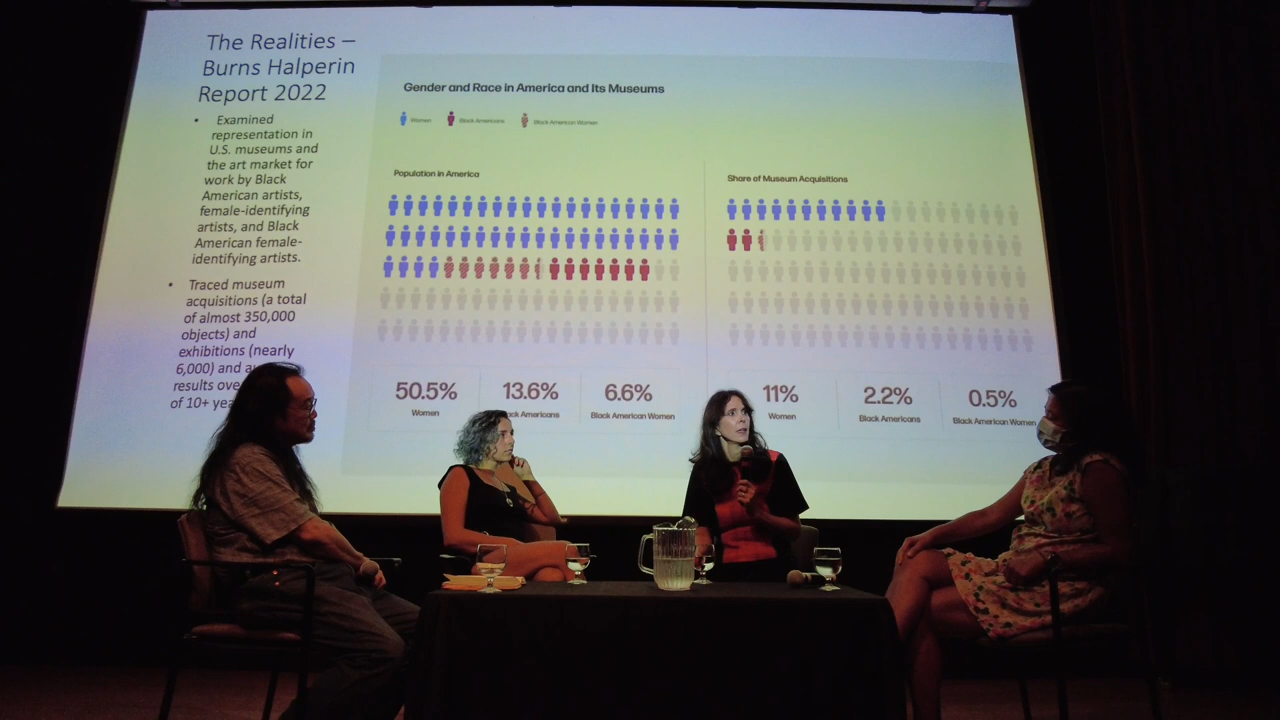 The Realities –
Burns Halperin
Report 2022
• Examined
representation in
U.S. museums and
the art market for
work by Black
American artists,
female-identifying
artists, and Black
American female-
identifying artists.
• Traced museum
acquisitions (a total
of almost 350,000
objects) and
exhibitions (nearly
6,000) and
results
of 10+
Gender and Race in America and Its Museums
Women Black Americans Black American Women
Population in America
50.5% 13.6% 6.6%
Women Americans Black American Women
Share of Museum Acquisitions
11% 2.2% 0.5%
Women Black Americans Black American Women